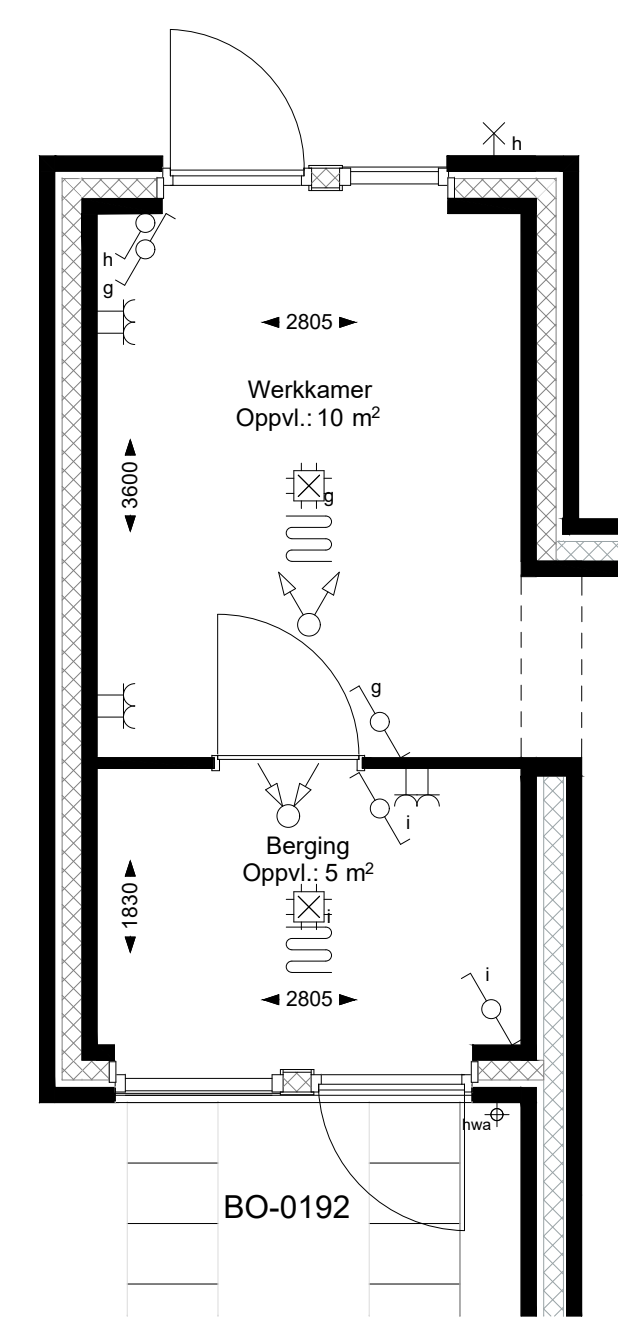 h
h
g
2805
Werkkamer
Oppvl.: 10 m²
3600
g
g
i
Berging
Oppvl.: 5 m²
1830
i
2805
i
hwa
BO-0192